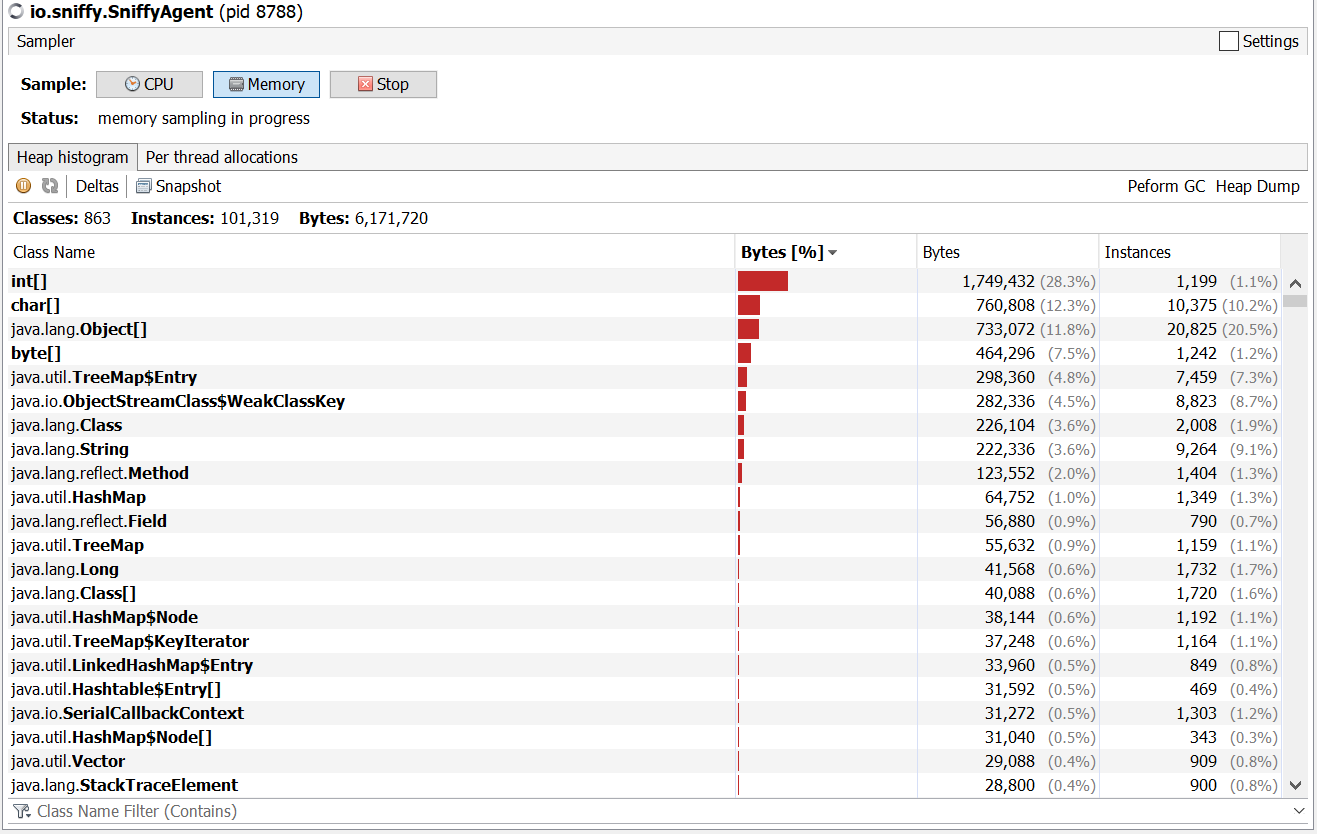 io.sniffy.SniffyAgent (pid 8788)
Sampler Settings
Sample: CPU Memory Stop
Status: memory sampling in progress
Heap histogram Per thread allocations
Deltas Snapshot Peform GC Heap Dump
Classes: 863 Instances: 101,319 Bytes: 6,171,720
Class Name Bytes [%] Bytes Instances
int[] 1,749,432 (28.3%) 1,199 (1.1%)
char[] 760,808 (12.3%) 10,375 (10.2%)
java.lang.Object[] 733,072 (11.8%) 20,825 (20.5%)
byte[] 464,296 (7.5%) 1,242 (1.2%)
java.util.TreeMap$Entry 298,360 (4.8%) 7,459 (7.3%)
java.io.ObjectStreamClass$WeakClassKey 282,336 (4.5%) 8,823 (8.7%)
java.lang.Class 226,104 (3.6%) 2,008 (1.9%)
java.lang.String 222,336 (3.6%) 9,264 (9.1%)
java.lang.reflect.Method 123,552 (2.0%) 1,404 (1.3%)
java.util.HashMap 64,752 (1.0%) 1,349 (1.3%)
java.lang.reflect.Field 56,880 (0.9%) 790 (0.7%)
java.util.TreeMap 55,632 (0.9%) 1,159 (1.1%)
java.lang.Long 41,568 (0.6%) 1,732 (1.7%)
java.lang.Class[] 40,088 (0.6%) 1,720 (1.6%)
java.util.HashMap$Node 38,144 (0.6%) 1,192 (1.1%)
java.util.TreeMap$KeyIterator 37,248 (0.6%) 1,164 (1.1%)
java.util.LinkedHashMap$Entry 33,960 (0.5%) 849 (0.8%)
java.util.Hashtable$Entry[] 31,592 (0.5%) 469 (0.4%)
java.io.SerialCallbackContext 31,272 (0.5%) 1,303 (1.2%)
java.util.HashMap$Node[] 31,040 (0.5%) 343 (0.3%)
java.util.Vector 29,088 (0.4%) 909 (0.8%)
java.lang.StackTraceElement 28,800 (0.4%) 900 (0.8%)
Class Name Filter (Contains)